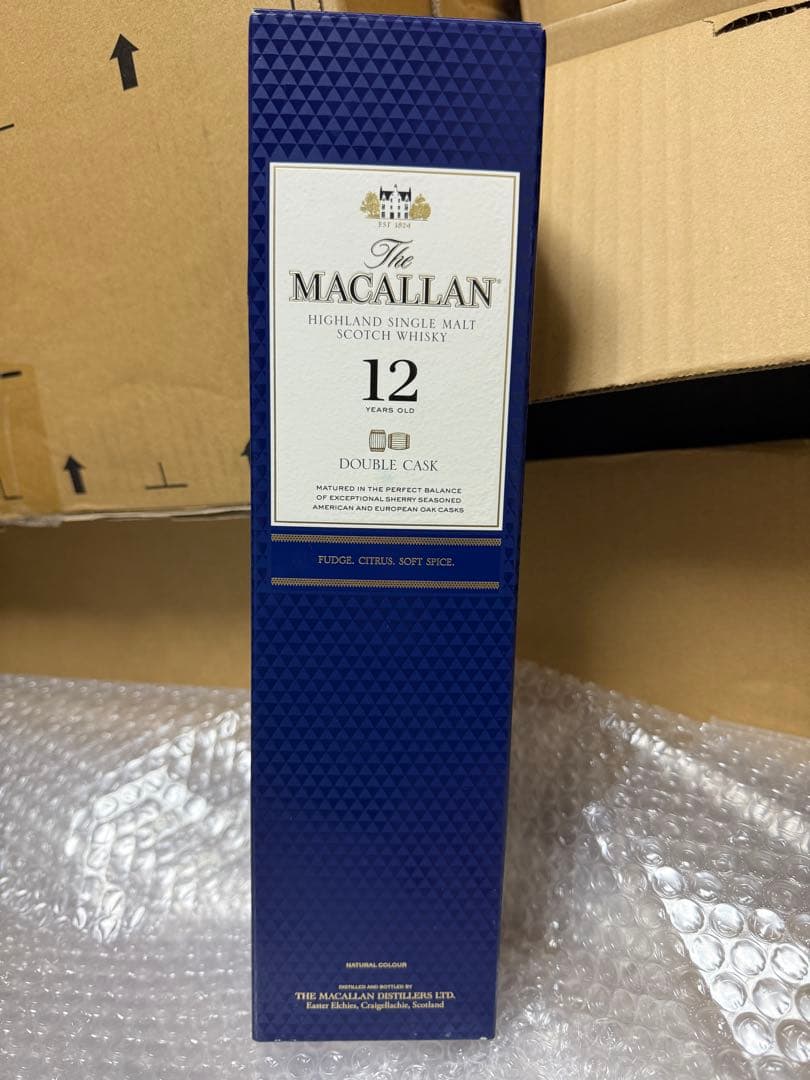 EST 1824
The
MACALLAN
HIGHLAND SINGLE MALT
SCOTCH WHISKY
12
YEARS OLD
DOUBLE CASK
MATURED IN THE PERFECT BALANCE
OF EXCEPTIONAL SHERRY SEASONED
AMERICAN AND EUROPEAN OAK CASKS
FUDGE. CITRUS. SOFT SPICE.
NATURAL COLOUR
DISTILLED AND BOTTLED BY
THE MACALLAN DISTILLERS LTD.
Easter Elchies, Craigellachie, Scotland